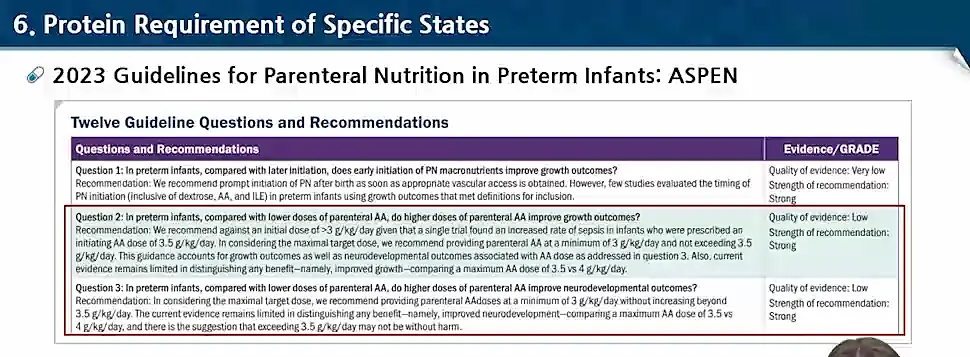 6. Protein Requirement of Specific States
2023 Guidelines for Parenteral Nutrition in Preterm Infants: ASPEN
Twelve Guideline Questions and Recommendations
Questions and Recommendations
Evidence/GRADE
Question 1: In preterm infants, compared with later initiation, does early initiation of PN macronutrients improve growth outcomes?
Recommendation: We recommend prompt initiation of PN after birth as soon as appropriate vascular access is obtained. However, few studies evaluated the timing of
PN initiation (inclusive of dextrose, AA, and ILE) in preterm infants using growth outcomes that met definitions for inclusion.
Quality of evidence: Very low
Strength of recommendation:
Strong
Question 2: In preterm infants, compared with lower doses of parenteral AA, do higher doses of parenteral AA improve growth outcomes?
Recommendation: We recommend against an initial dose of >3 g/kg/day given that a single trial found an increased rate of sepsis in infants who were prescribed an
initiating AA dose of 3.5 g/kg/day. In considering the maximal target dose, we recommend providing parenteral AA at a minimum of 3 g/kg/day and not exceeding 3.5
g/kg/day. This guidance accounts for growth outcomes as well as neurodevelopmental outcomes associated with AA dose as addressed in question 3. Also, current
evidence remains limited in distinguishing any benefit—namely, improved growth—comparing a maximum AA dose of 3.5 vs 4 g/kg/day.
Quality of evidence: Low
Strength of recommendation:
Strong
Question 3: In preterm infants, compared with lower doses of parenteral AA, do higher doses of parenteral AA improve neurodevelopmental outcomes?
Recommendation: In considering the maximal target dose, we recommend providing parenteral AAdoses at a minimum of 3 g/kg/day without increasing beyond
3.5 g/kg/day. The current evidence remains limited in distinguishing any benefit—namely, improved neurodevelopment—comparing a maximum AA dose of 3.5 vs
4 g/kg/day, and there is the suggestion that exceeding 3.5 g/kg/day may not be without harm.
Quality of evidence: Low
Strength of recommendation:
Strong